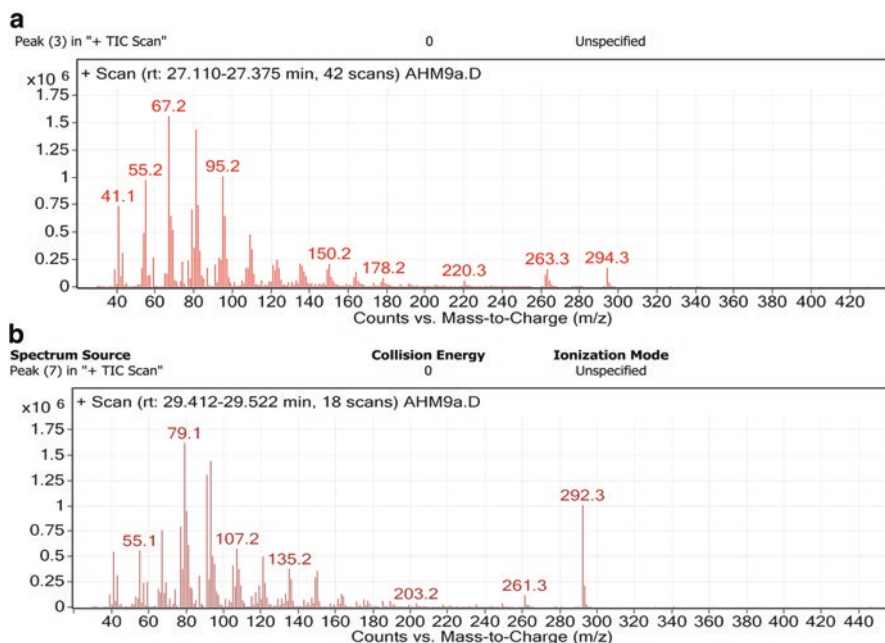 a
Peak (3) in "+ TIC Scan" 0 Unspecified
x10 6 + Scan (rt: 27.110-27.375 min, 42 scans) AHM9a.D
1.75
67.2
1.5
1.25
95.2
1
55.2
0.75
41.1
0.5
150.2
0.25
178.2 220.3 263.3 294.3
0
40 60 80 100 120 140 160 180 200 220 240 260 280 300 320 340 360 380 400 420
Counts vs. Mass-to-Charge (m/z)
b
Spectrum Source Collision Energy Ionization Mode
Peak (7) in "+ TIC Scan" 0 Unspecified
x10 6 + Scan (rt: 29.412-29.522 min, 18 scans) AHM9a.D
1.75
79.1
1.5
1.25
292.3
1
0.75
55.1 107.2
0.5
135.2
0.25
203.2 261.3
0
40 60 80 100 120 140 160 180 200 220 240 260 280 300 320 340 360 380 400 420 440
Counts vs. Mass-to-Charge (m/z)